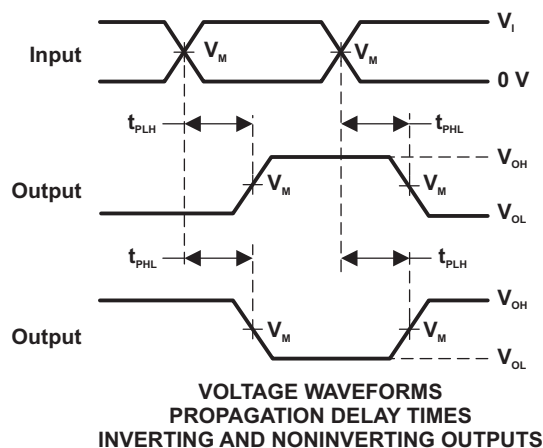 Input
V_M
V_M
V_I
0 V
t_PLH
t_PHL
V_OH
Output
V_M
V_M
V_OL
t_PHL
t_PLH
V_OH
Output
V_M
V_M
V_OL
VOLTAGE WAVEFORMS
PROPAGATION DELAY TIMES
INVERTING AND NONINVERTING OUTPUTS